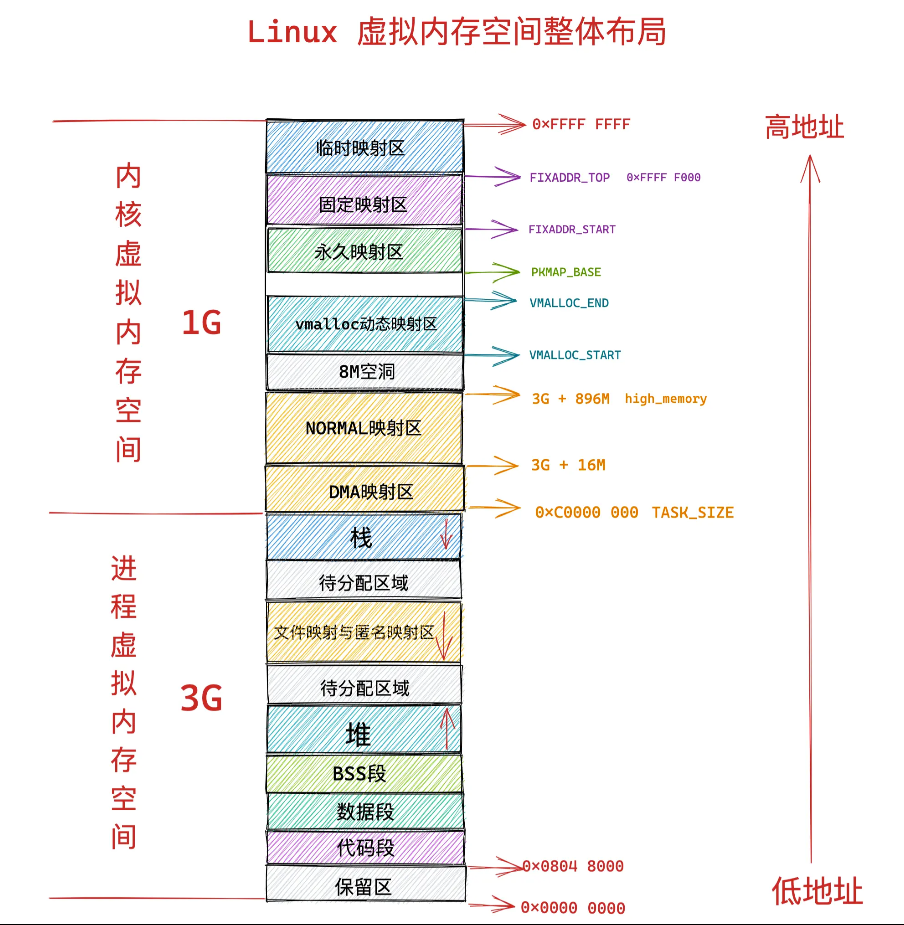 Linux 虚拟内存空间整体布局
高地址
0×FFFF FFFF
临时映射区
FIXADDR_TOP 0×FFFF F000
固定映射区
FIXADDR_START
永久映射区
PKMAP_BASE
VMALLOC_END
vmalloc动态映射区
VMALLOC_START
8M空洞
3G + 896M high_memory
NORMAL映射区
3G + 16M
DMA映射区
0×C0000 000 TASK_SIZE
内核虚拟内存空间
1G
栈
待分配区域
文件映射与匿名映射区
待分配区域
堆
BSS段
数据段
代码段
0×0804 8000
保留区
0×0000 0000
进程虚拟内存空间
3G
低地址